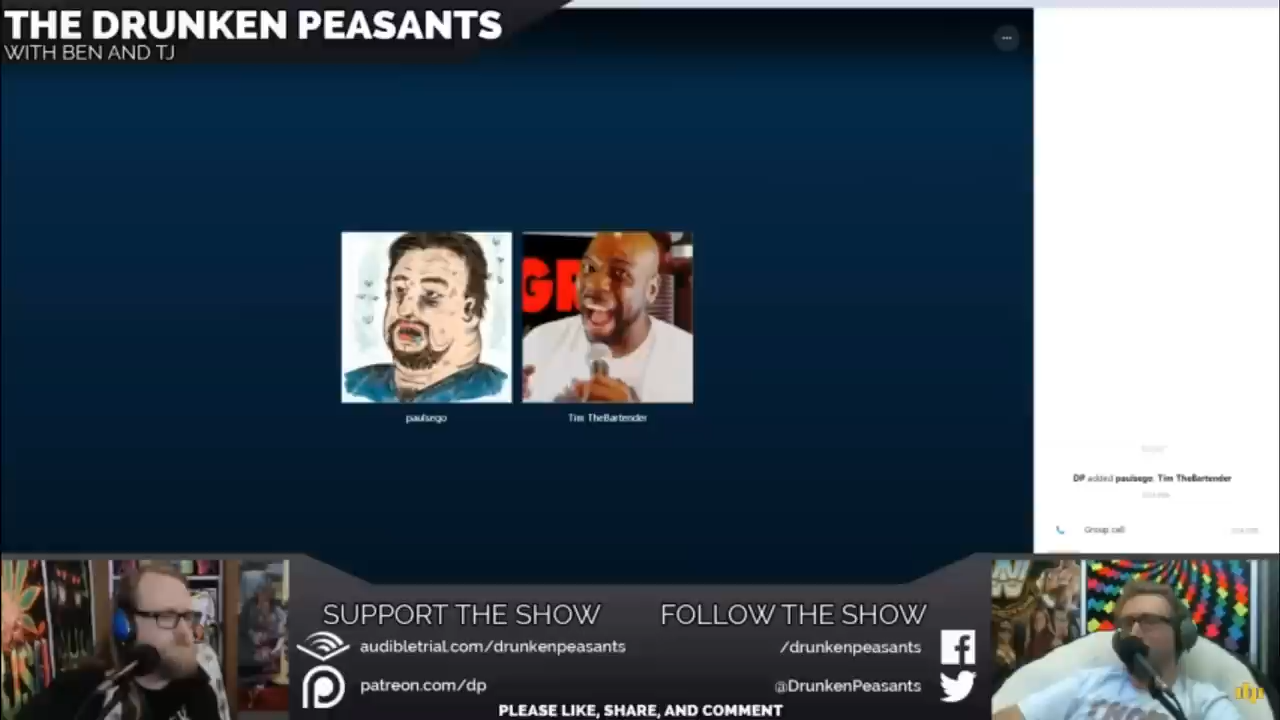 THE DRUNKEN PEASANTS
WITH BEN AND TJ
GR
paulsego
Tim TheBartender
DP added paulsego, Tim TheBartender
Group call
SUPPORT THE SHOW
audibletrial.com/drunkenpeasants
patreon.com/dp
FOLLOW THE SHOW
/drunkenpeasants
@DrunkenPeasants
PLEASE LIKE, SHARE, AND COMMENT